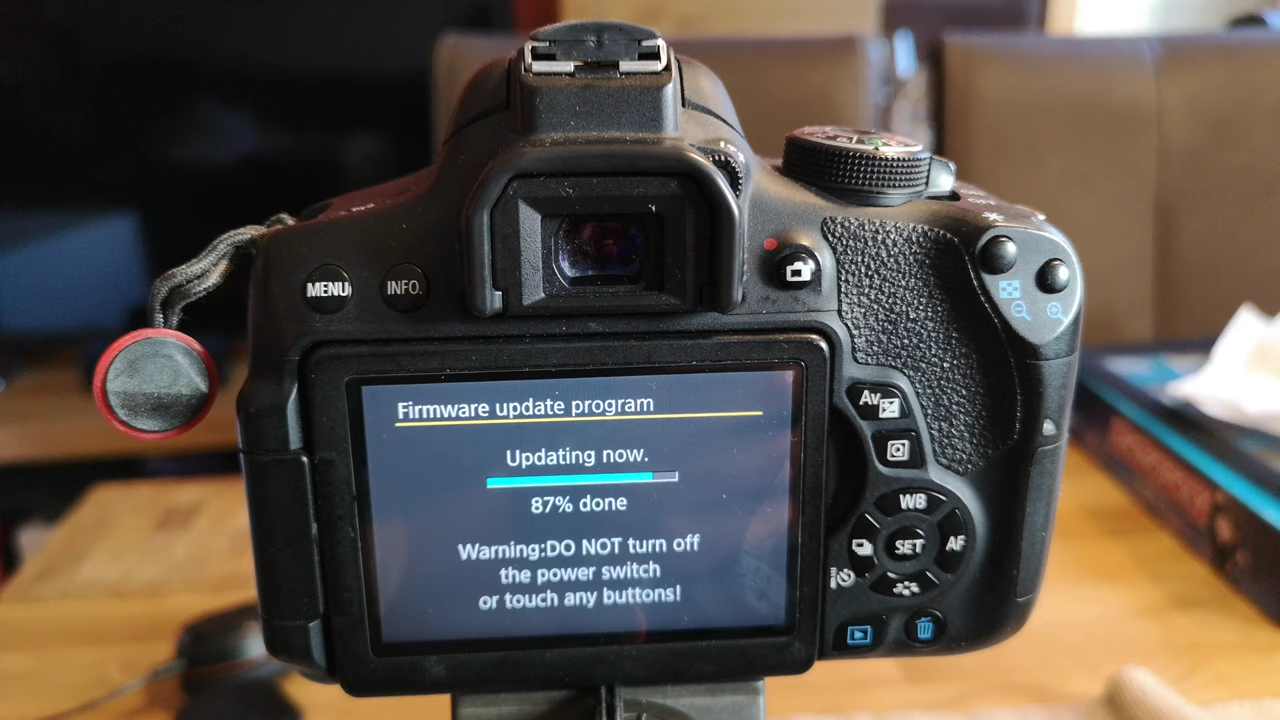 MENU
INFO.
Firmware update program
Updating now.
87% done
Warning:DO NOT turn off
the power switch
or touch any buttons!
Av
Q
WB
SET
AF